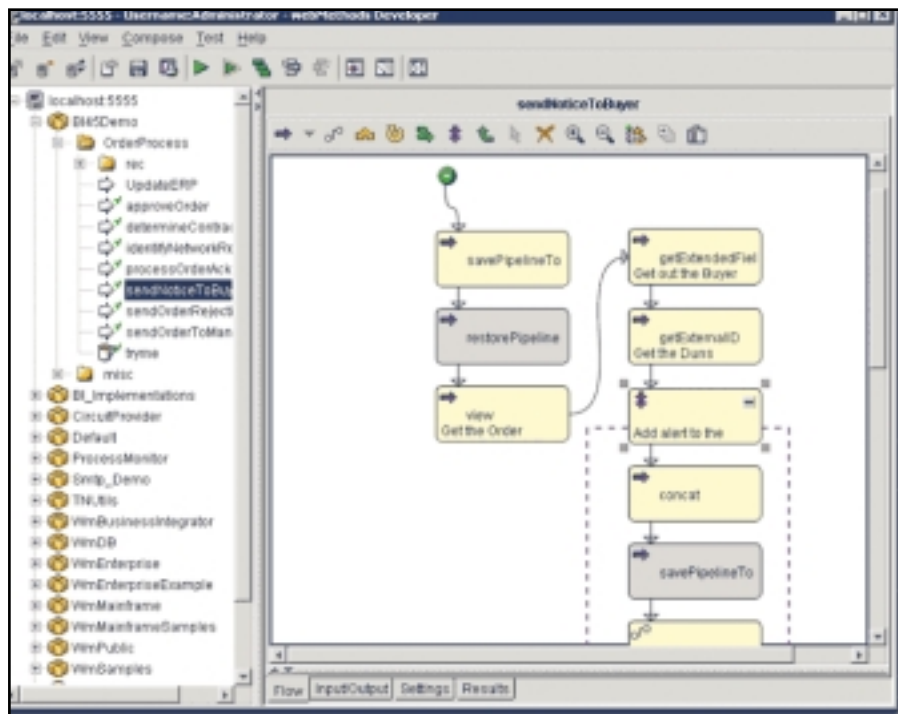 localhost:5555 - Username:Administrator - webMethods Developer
File Edit View Compose Test Help
localhost:5555
BI45Demo
OrderProcess
rec
UpdateERP
approveOrder
determineContra
processOrderAck
sendNoticeToBuy
sendOrderRejecti
sendOrderToMan
tryme
misc
BI_Implementations
CircuitProvider
Default
ProcessMonitor
Smtp_Demo
TNUtils
WmBusinessIntegrator
WmDB
WmEnterprise
WmEnterpriseExample
WmMainframe
WmMainframeSamples
WmPublic
WmSamples
sendNoticeToBuyer
savePipelineTo
restorePipeline
view
Get the Order
getExtendedFiel
Get out the Buyer
getExternalID
Get the Duns
Add alert to the
concat
savePipelineTo
Flow Input/Output Settings Results